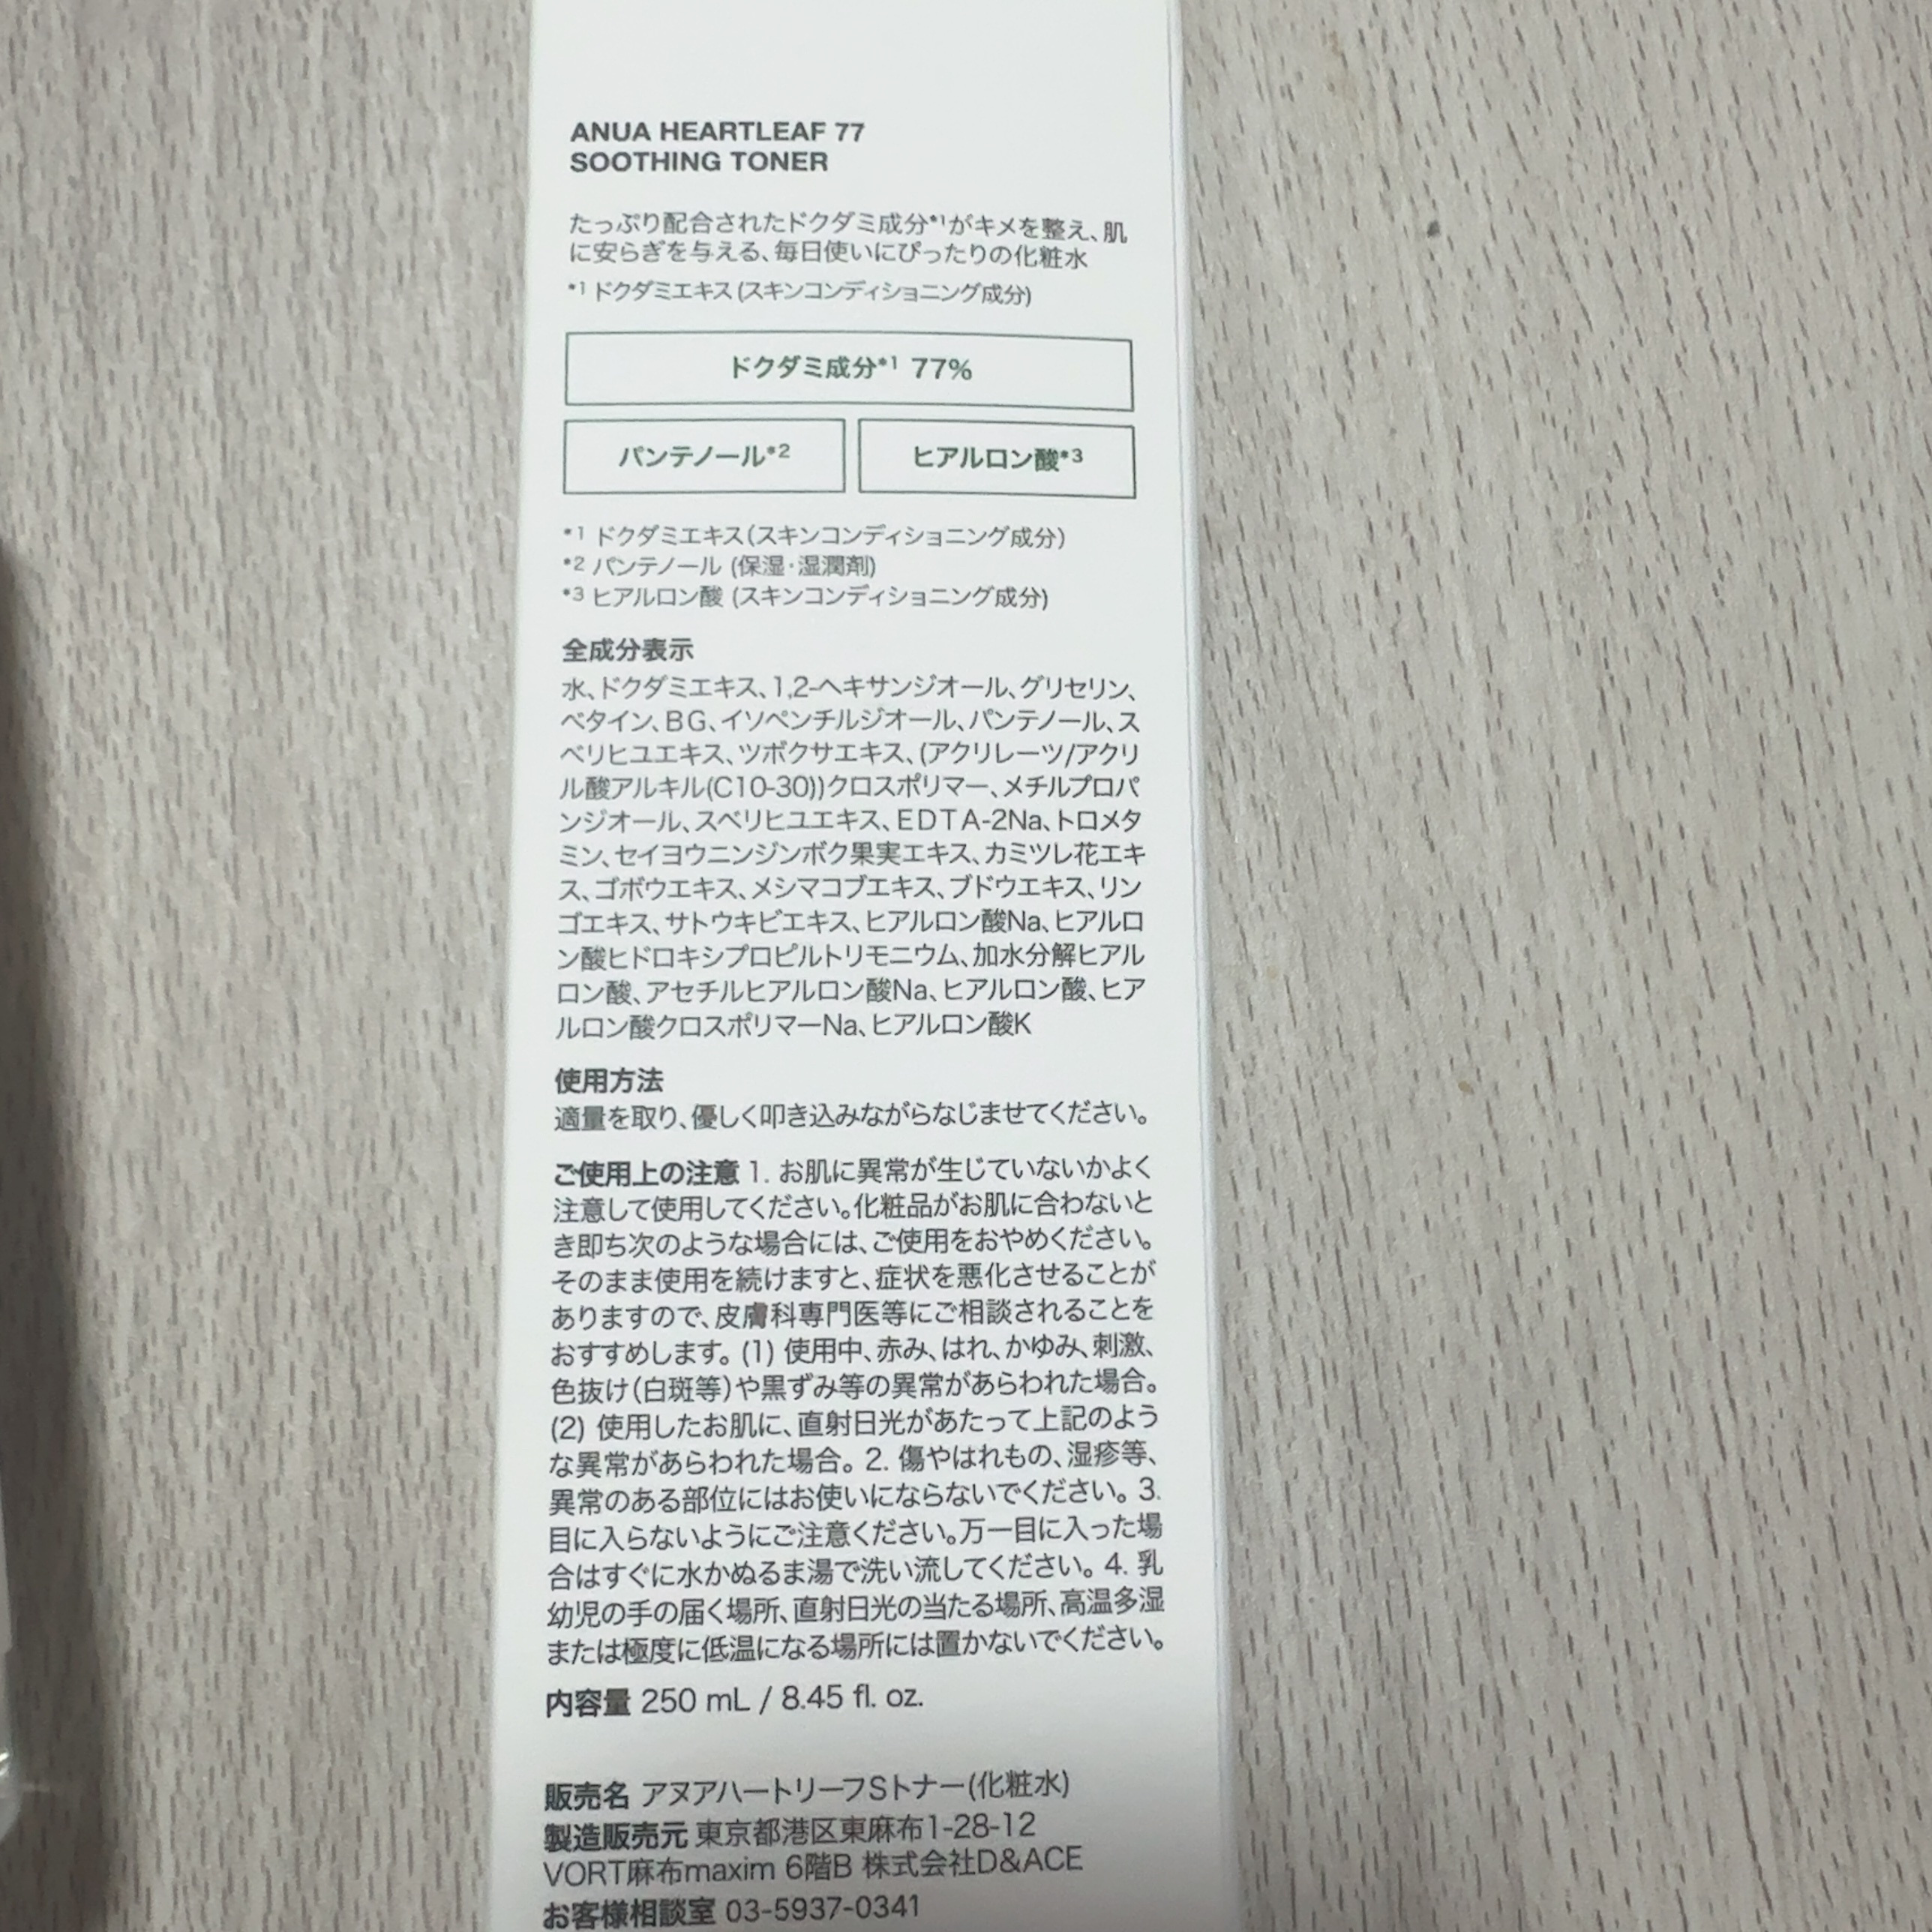 ANUA HEARTLEAF 77
SOOTHING TONER
たっぷり配合されたドクダミ成分*1がキメを整え、肌
に安らぎを与える、毎日使いにぴったりの化粧水
*1 ドクダミエキス (スキンコンディショニング成分)
ドクダミ成分*1 77%
パンテノール*2
ヒアルロン酸*3
*1 ドクダミエキス(スキンコンディショニング成分)
*2 パンテノール (保湿·湿潤剤)
*3 ヒアルロン酸 (スキンコンディショニング成分)
全成分表示
水、ドクダミエキス、1,2-ヘキサンジオール、グリセリン、
ベタイン、BG、イソペンチルジオール、パンテノール、ス
ベリヒユエキス、ツボクサエキス、(アクリレーツ/アクリ
ル酸アルキル(C10-30))クロスポリマー、メチルプロパ
ンジオール、スベリヒユエキス、EDTA-2Na、トロメタ
ミン、セイヨウニンジンボク果実エキス、カミツレ花エキ
ス、ゴボウエキス、メシマコブエキス、ブドウエキス、リン
ゴエキス、サトウキビエキス、ヒアルロン酸Na、ヒアルロ
ン酸ヒドロキシプロピルトリモニウム、加水分解ヒアル
ロン酸、アセチルヒアルロン酸Na、ヒアルロン酸、ヒア
ルロン酸クロスポリマーNa、ヒアルロン酸K
使用方法
適量を取り、優しく叩き込みながらなじませてください。
ご使用上の注意 1. お肌に異常が生じていないかよく
注意して使用してください。化粧品がお肌に合わないと
き即ち次のような場合には、ご使用をおやめください。
そのまま使用を続けますと、症状を悪化させることが
ありますので、皮膚科専門医等にご相談されることを
おすすめします。(1) 使用中、赤み、はれ、かゆみ、刺激、
色抜け(白斑等)や黒ずみ等の異常があらわれた場合。
(2) 使用したお肌に、直射日光があたって上記のよう
な異常があらわれた場合。2. 傷やはれもの、湿疹等、
異常のある部位にはお使いにならないでください。3.
目に入らないようにご注意ください。万一目に入った場
合はすぐに水かぬるま湯で洗い流してください。4. 乳
幼児の手の届く場所、直射日光の当たる場所、高温多湿
または極度に低温になる場所には置かないでください。
内容量 250 mL / 8.45 fl. oz.
販売名 アヌアハートリーフSトナー(化粧水)
製造販売元 東京都港区東麻布1-28-12
VORT麻布maxim 6階B 株式会社D&ACE
お客様相談室 03-5937-0341